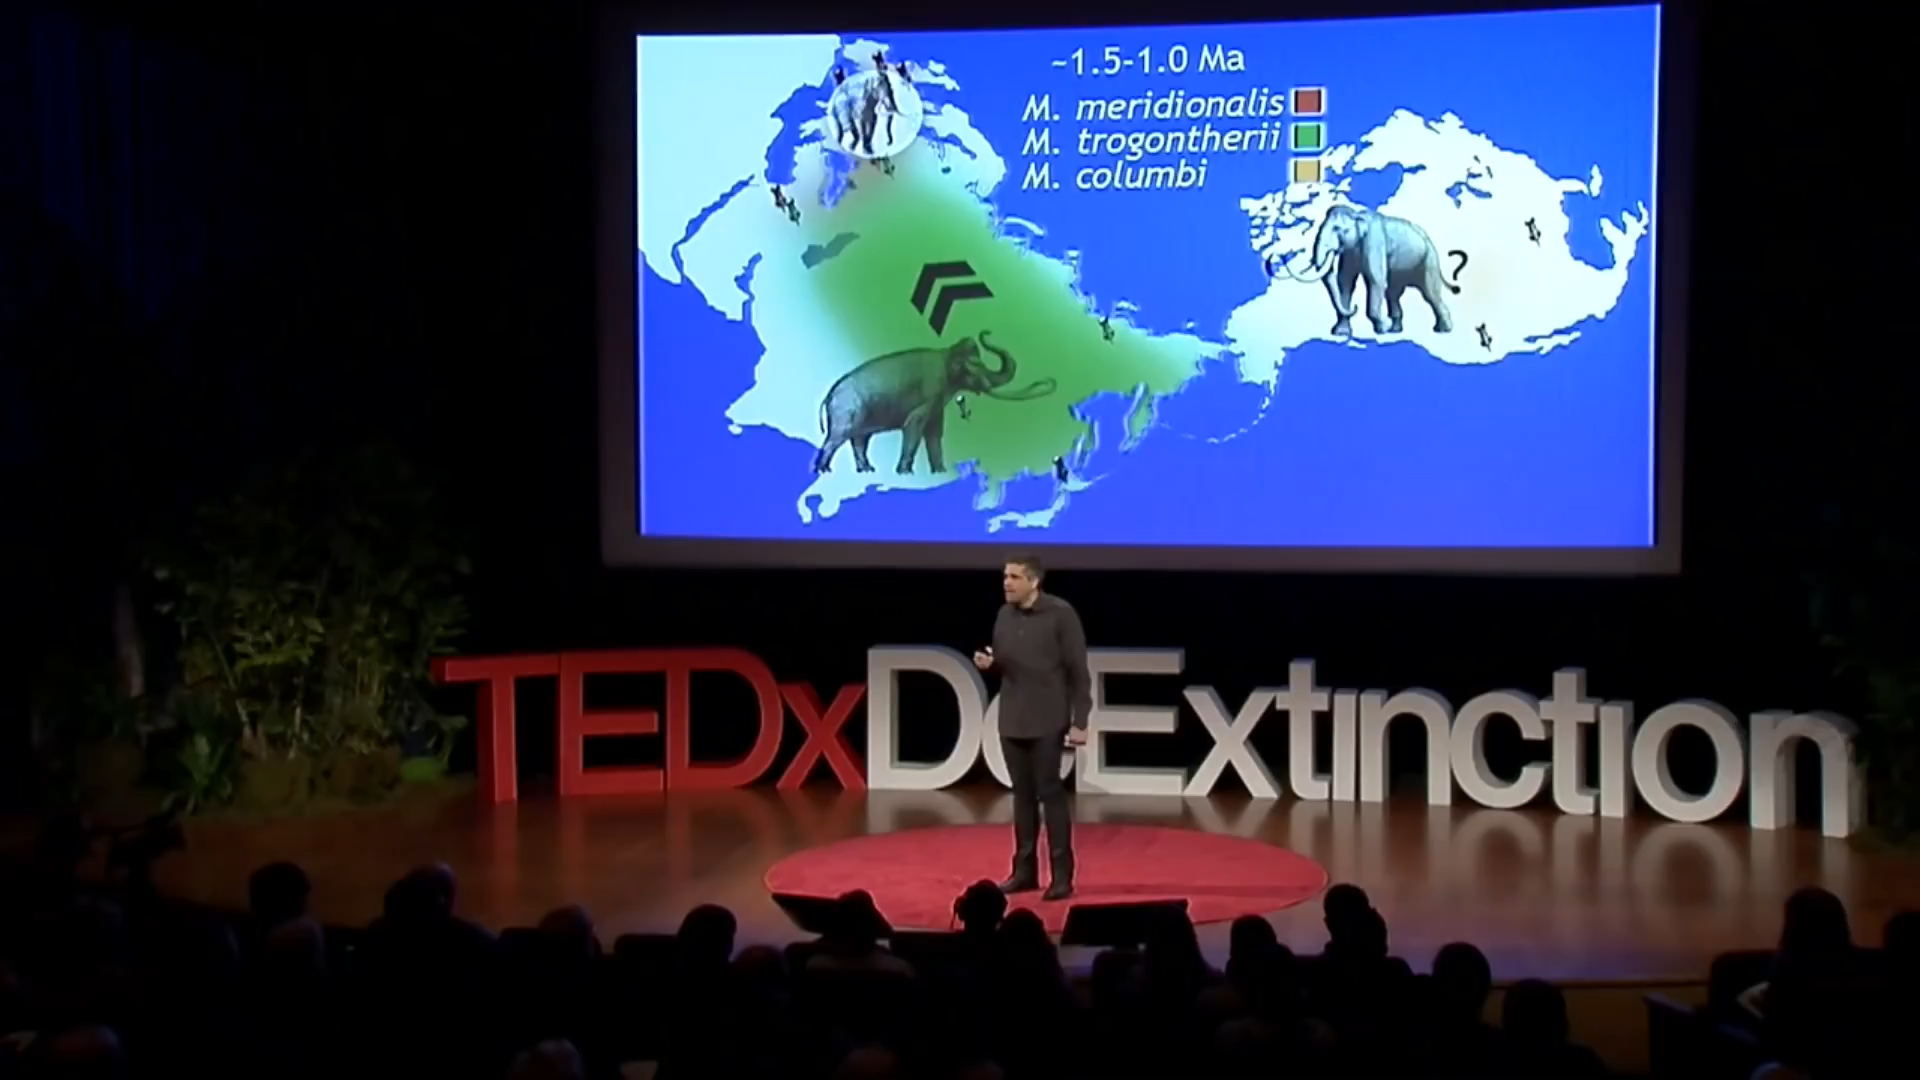 ~1.5-1.0 Ma
M. meridionalis
M. trogontherii
M. columbi
?
TEDxDeExtinction